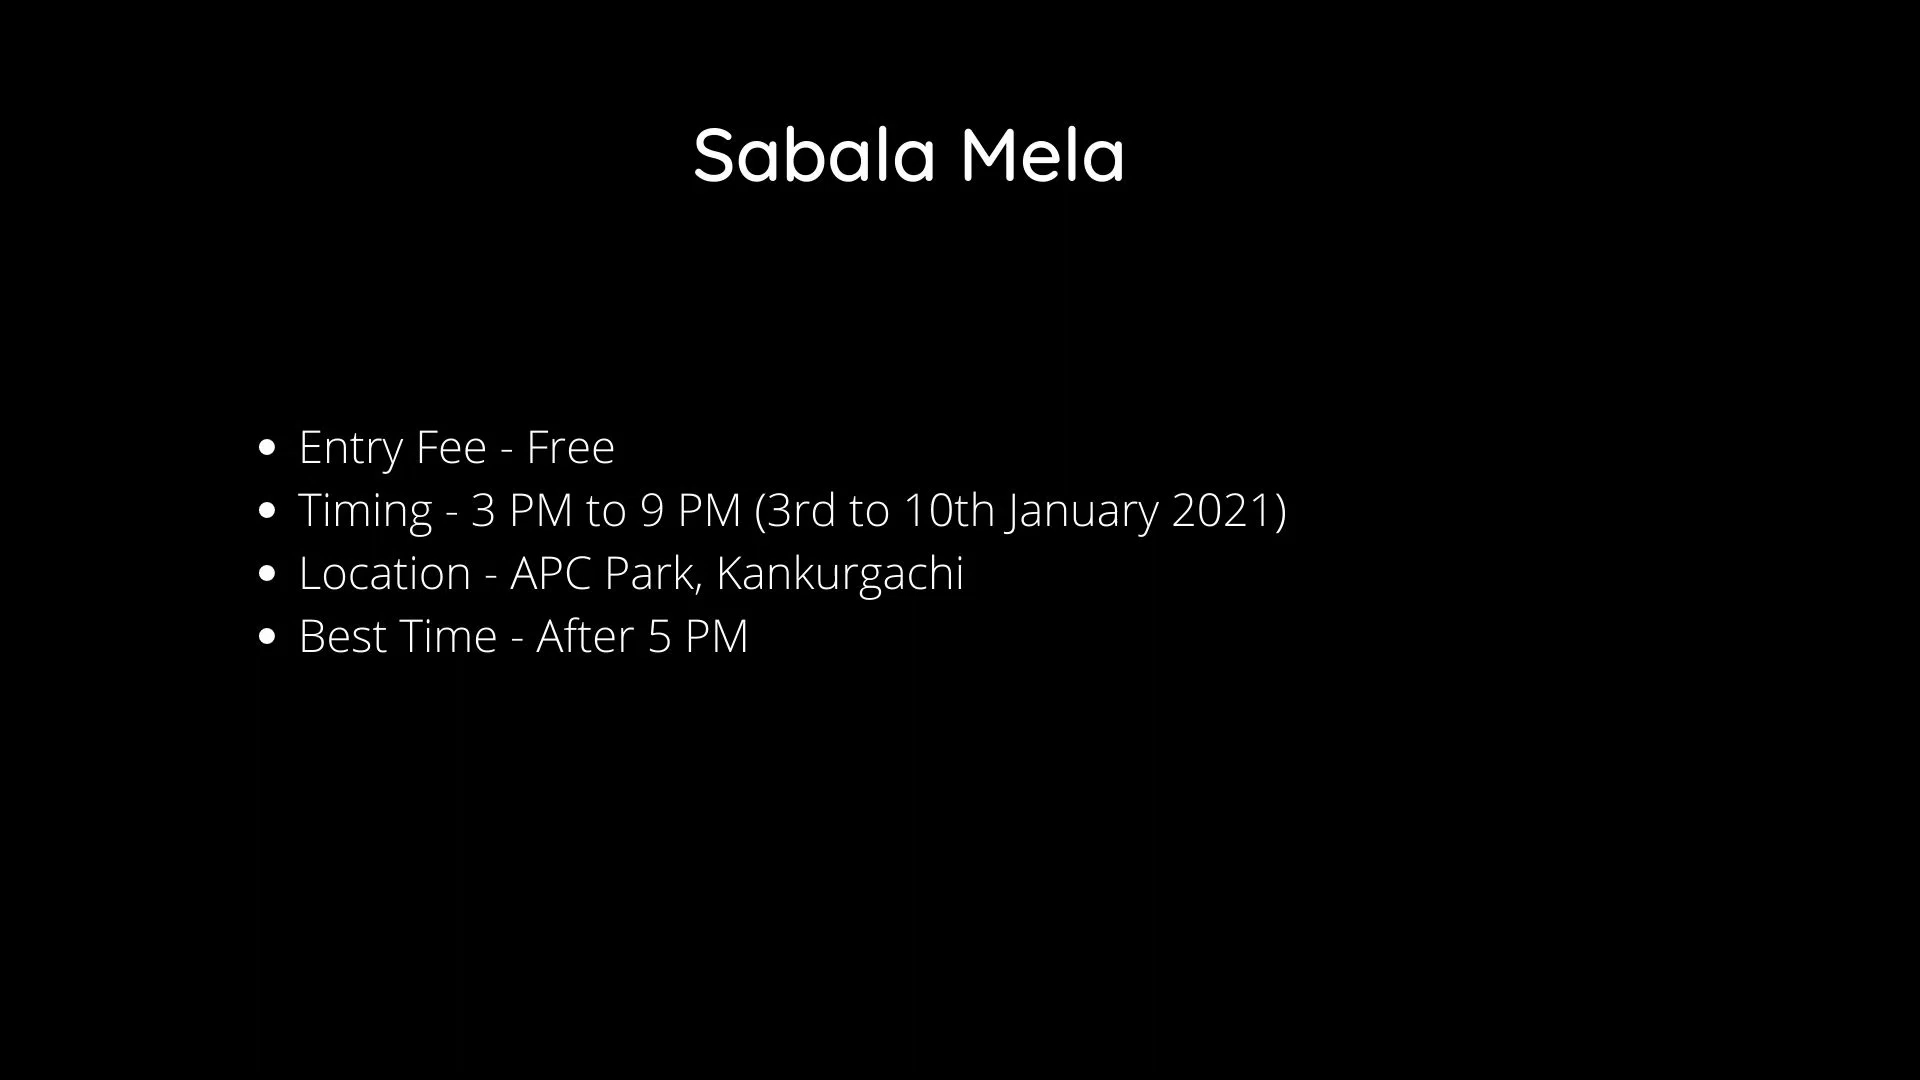 Sabala Mela
• Entry Fee - Free
• Timing - 3 PM to 9 PM (3rd to 10th January 2021)
• Location - APC Park, Kankurgachi
• Best Time - After 5 PM